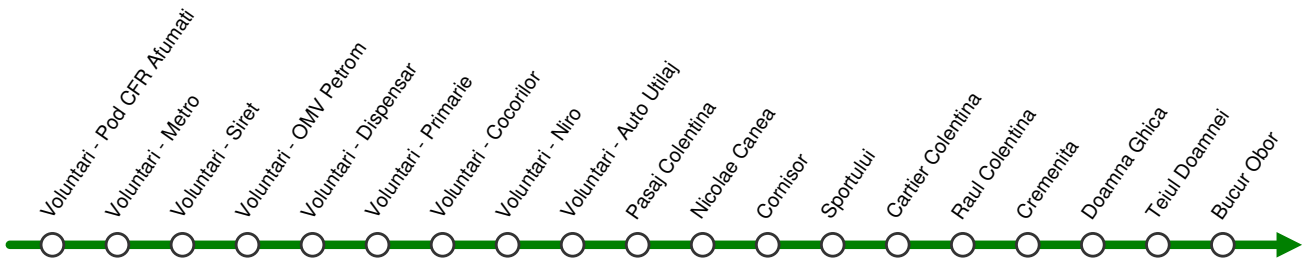 Voluntari - Pod CFR Afumati
Voluntari - Metro
Voluntari - Siret
Voluntari - OMV Petrom
Voluntari - Dispensar
Voluntari - Primarie
Voluntari - Cocorilor
Voluntari - Niro
Voluntari - Auto Utilaj
Pasaj Colentina
Nicolae Canea
Cornisor
Sportului
Cartier Colentina
Raul Colentina
Cremenita
Doamna Ghica
Teiul Doamnei
Bucur Obor